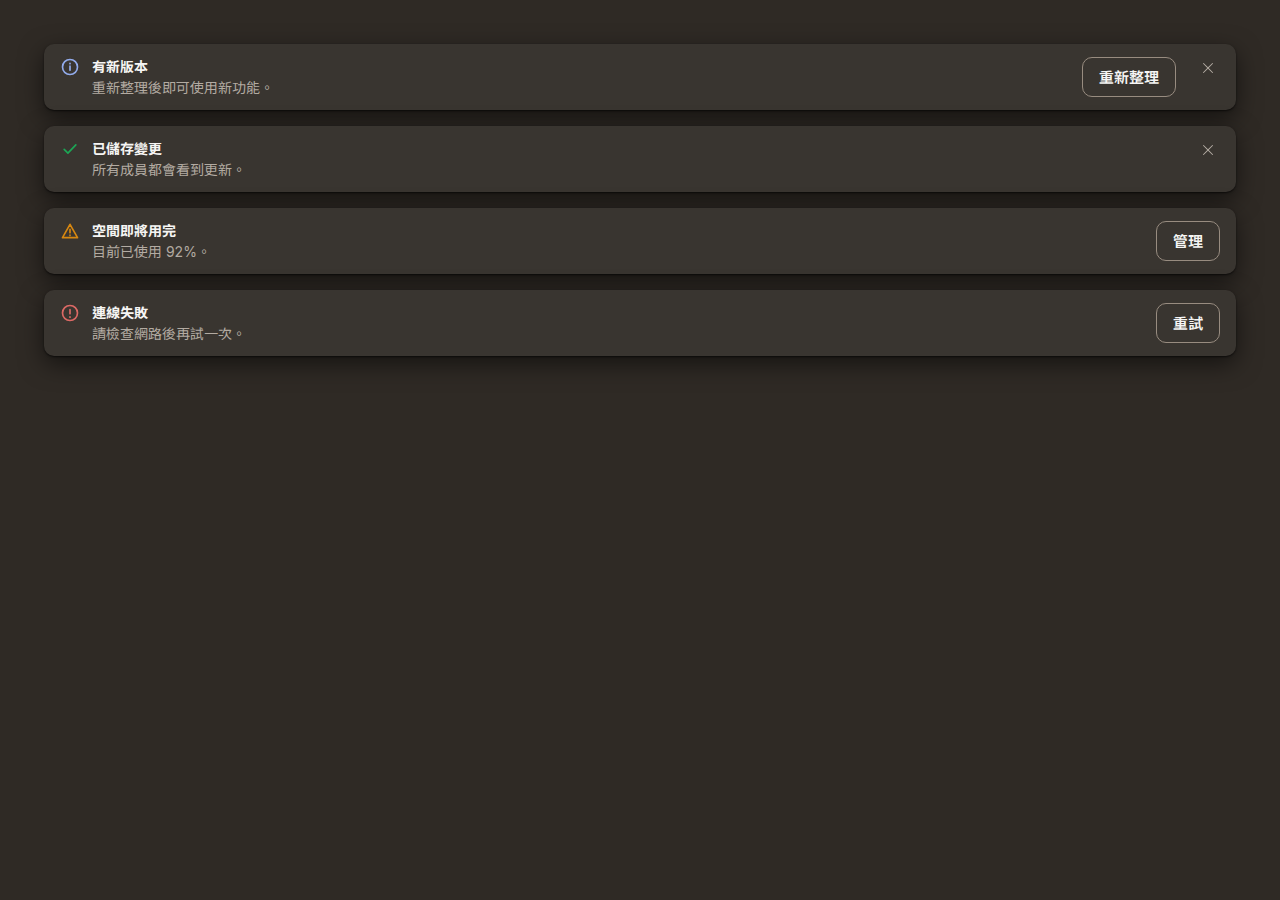 有新版本
重新整理後即可使用新功能。
重新整理
已儲存變更
所有成員都會看到更新。
空間即將用完
目前已使用 92%。
管理
連線失敗
請檢查網路後再試一次。
重試